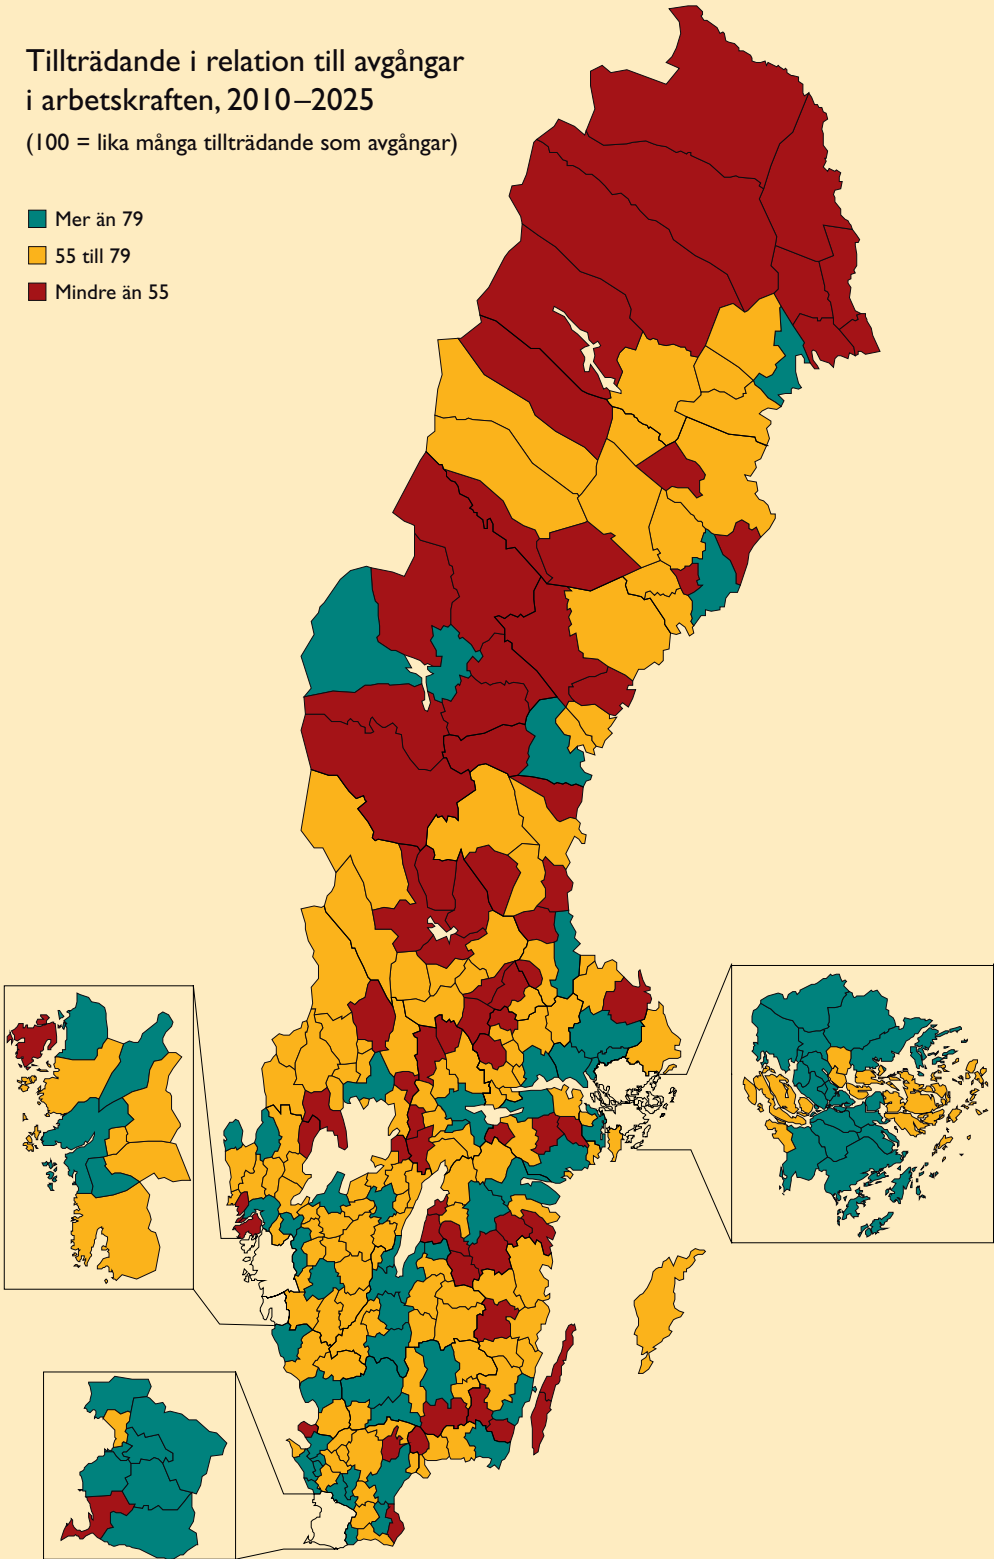 Tillträdande i relation till avgångar
i arbetskraften, 2010–2025
(100 = lika många tillträdande som avgångar)
Mer än 79
55 till 79
Mindre än 55